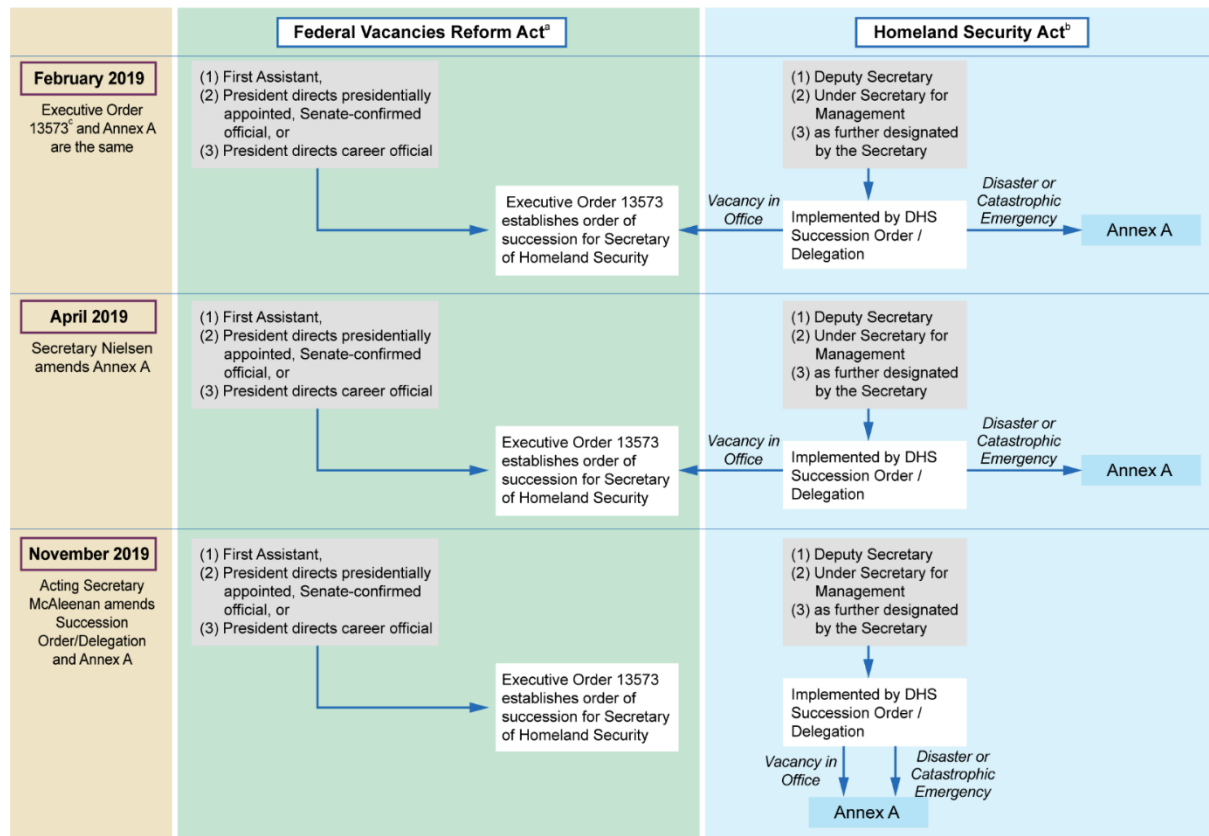 Federal Vacancies Reform Actᵃ
Homeland Security Actᵇ
February 2019
Executive Order
13573ᶜ and Annex A
are the same
(1) First Assistant,
(2) President directs presidentially
appointed, Senate-confirmed
official, or
(3) President directs career official
Executive Order 13573
establishes order of
succession for Secretary
of Homeland Security
(1) Deputy Secretary
(2) Under Secretary for
Management
(3) as further designated
by the Secretary
Vacancy in
Office
Implemented by DHS
Succession Order /
Delegation
Disaster or
Catastrophic
Emergency
Annex A
April 2019
Secretary Nielsen
amends Annex A
(1) First Assistant,
(2) President directs presidentially
appointed, Senate-confirmed
official, or
(3) President directs career official
Executive Order 13573
establishes order of
succession for Secretary
of Homeland Security
(1) Deputy Secretary
(2) Under Secretary for
Management
(3) as further designated
by the Secretary
Vacancy in
Office
Implemented by DHS
Succession Order /
Delegation
Disaster or
Catastrophic
Emergency
Annex A
November 2019
Acting Secretary
McAleenan amends
Succession
Order/Delegation
and Annex A
(1) First Assistant,
(2) President directs presidentially
appointed, Senate-confirmed
official, or
(3) President directs career official
Executive Order 13573
establishes order of
succession for Secretary
of Homeland Security
(1) Deputy Secretary
(2) Under Secretary for
Management
(3) as further designated
by the Secretary
Implemented by DHS
Succession Order /
Delegation
Vacancy in
Office
Disaster or
Catastrophic
Emergency
Annex A